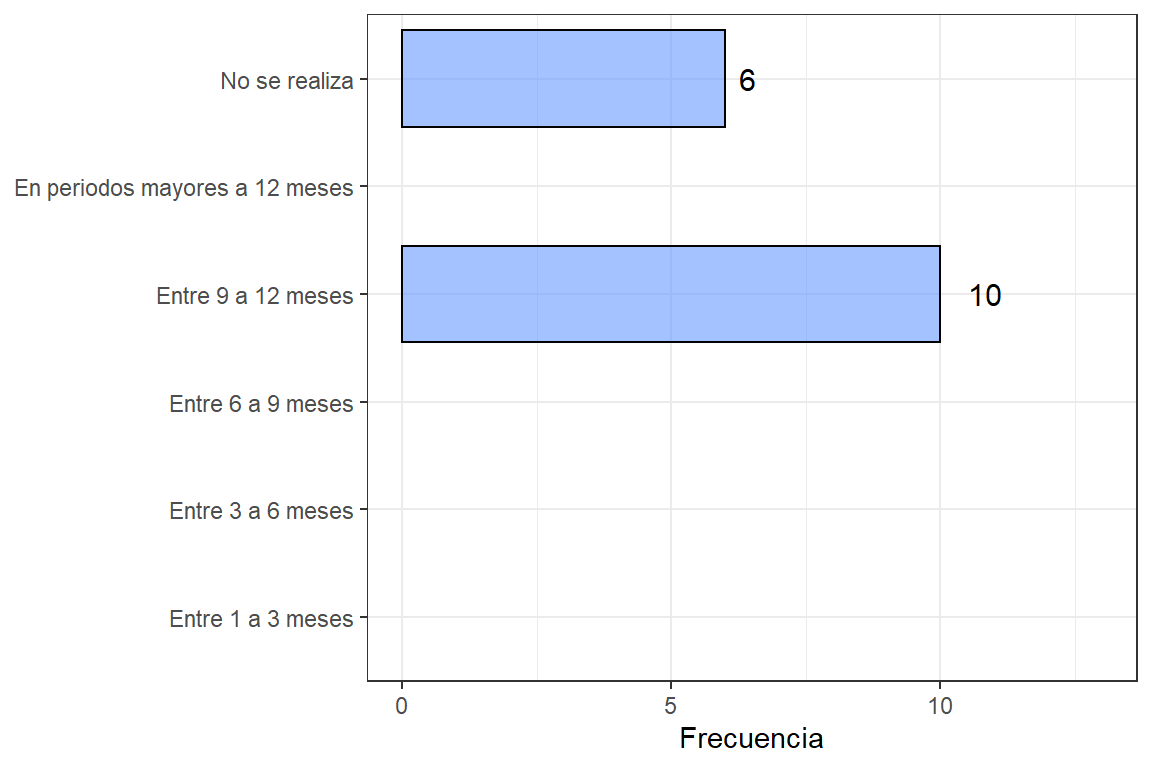 No se realiza
6
En periodos mayores a 12 meses
Entre 9 a 12 meses
10
Entre 6 a 9 meses
Entre 3 a 6 meses
Entre 1 a 3 meses
0
5
10
Frecuencia